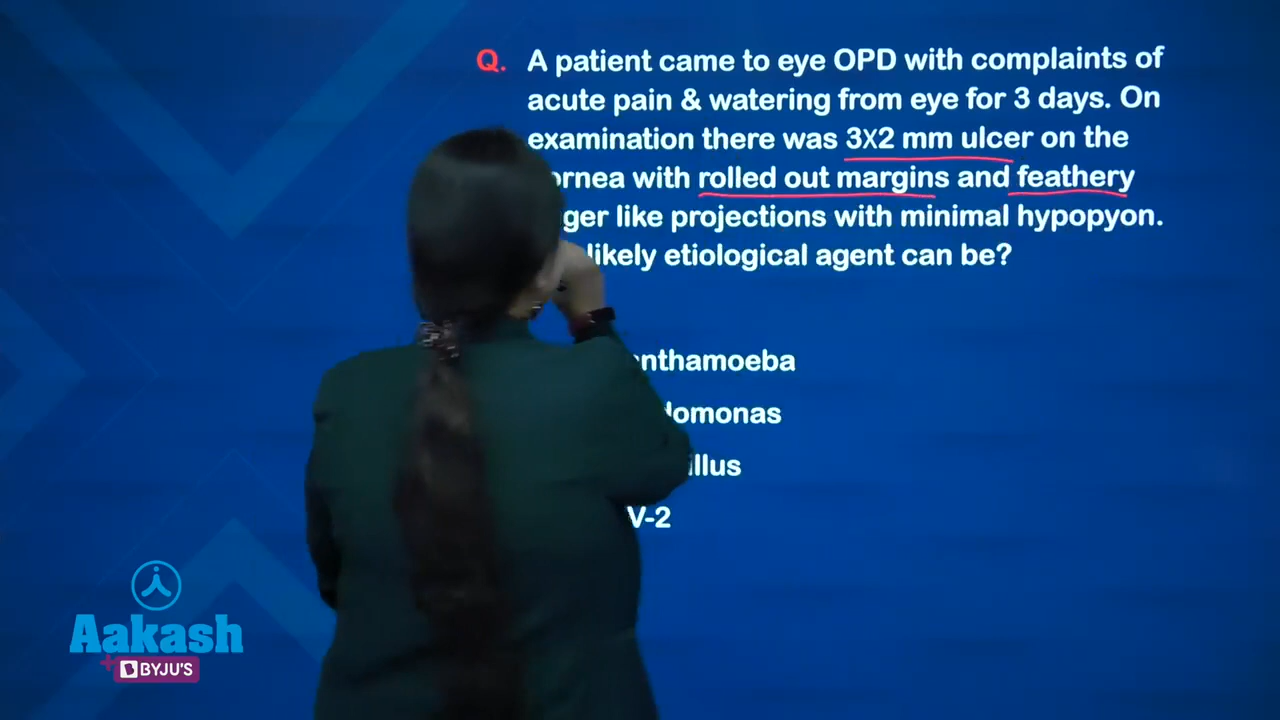 Q. A patient came to eye OPD with complaints of
acute pain & watering from eye for 3 days. On
examination there was 3X2 mm ulcer on the
ornea with rolled out margins and feathery
ger like projections with minimal hypopyon.
likely etiological agent can be?
nthamoeba
domonas
illus
V-2
Aakash
+ BYJU'S